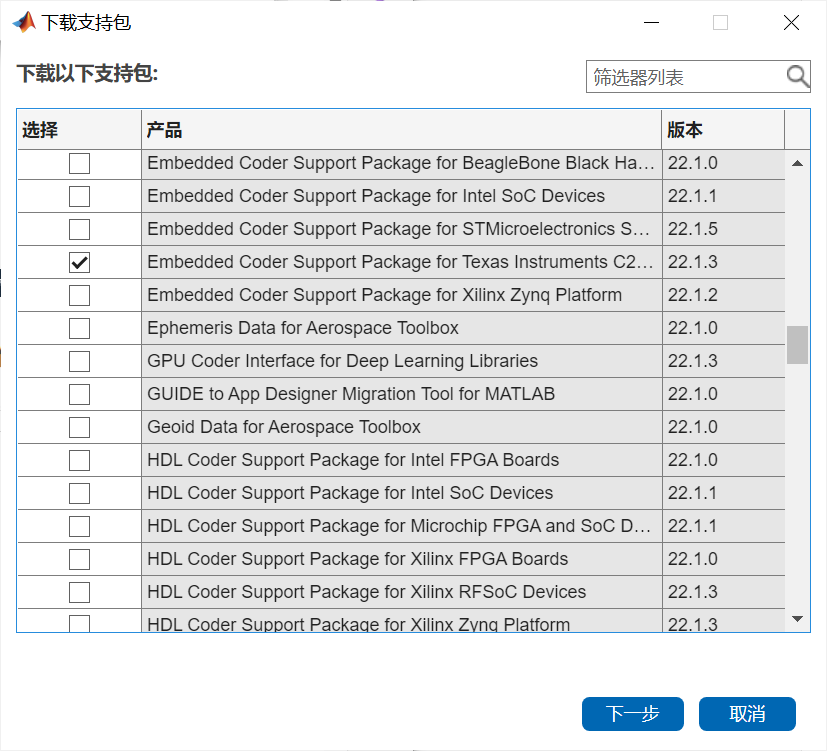 下载支持包
下载以下支持包:
筛选器列表
选择 产品 版本
Embedded Coder Support Package for BeagleBone Black Ha… 22.1.0
Embedded Coder Support Package for Intel SoC Devices 22.1.1
Embedded Coder Support Package for STMicroelectronics S… 22.1.5
Embedded Coder Support Package for Texas Instruments C2… 22.1.3
Embedded Coder Support Package for Xilinx Zynq Platform 22.1.2
Ephemeris Data for Aerospace Toolbox 22.1.0
GPU Coder Interface for Deep Learning Libraries 22.1.3
GUIDE to App Designer Migration Tool for MATLAB 22.1.0
Geoid Data for Aerospace Toolbox 22.1.0
HDL Coder Support Package for Intel FPGA Boards 22.1.0
HDL Coder Support Package for Intel SoC Devices 22.1.1
HDL Coder Support Package for Microchip FPGA and SoC D… 22.1.1
HDL Coder Support Package for Xilinx FPGA Boards 22.1.0
HDL Coder Support Package for Xilinx RFSoC Devices 22.1.3
HDL Coder Support Package for Xilinx Zynq Platform 22.1.3
下一步 取消